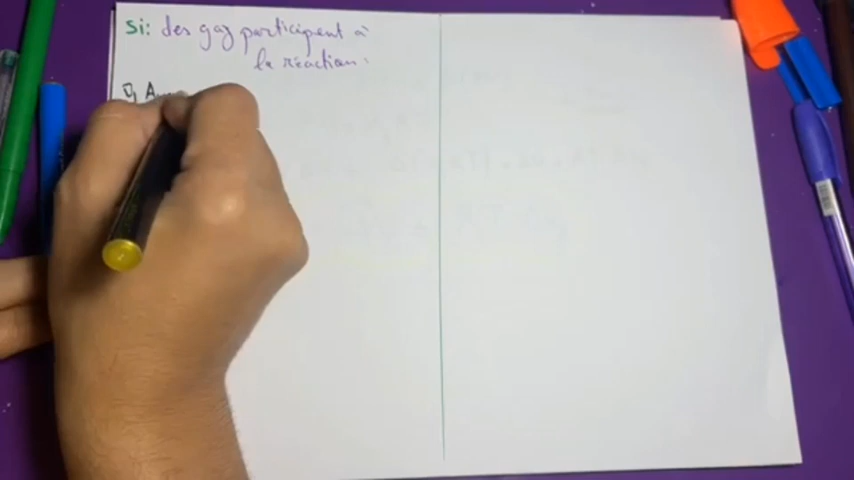 Si: des gaz participent à
la réaction: